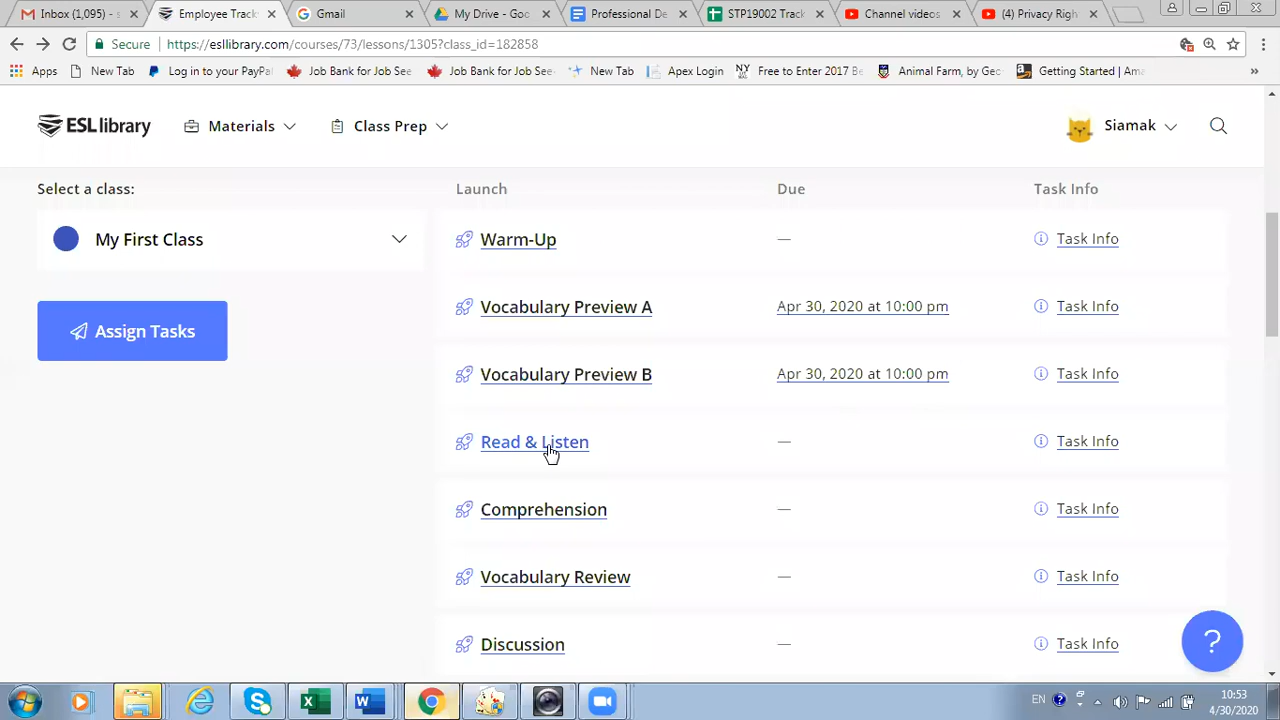 Inbox (1,095) - s
Employee Track
Gmail
My Drive - Goo
Professional De
STP19002 Track
Channel videos
(4) Privacy Righ
Secure
https://esllibrary.com/courses/73/lessons/1305?class_id=182858
Apps
New Tab
Log in to your PayPa
Job Bank for Job See
Job Bank for Job See
New Tab
Apex Login
NY
Free to Enter 2017 Be
Animal Farm, by Geo
Getting Started | Ama
»
ESL library
Materials
Class Prep
Siamak
Select a class:
Launch
Due
Task Info
My First Class
Warm-Up
—
Task Info
Vocabulary Preview A
Apr 30, 2020 at 10:00 pm
Task Info
Assign Tasks
Vocabulary Preview B
Apr 30, 2020 at 10:00 pm
Task Info
Read & Listen
—
Task Info
Comprehension
—
Task Info
Vocabulary Review
—
Task Info
Discussion
—
Task Info
?
EN
10:53
4/30/2020